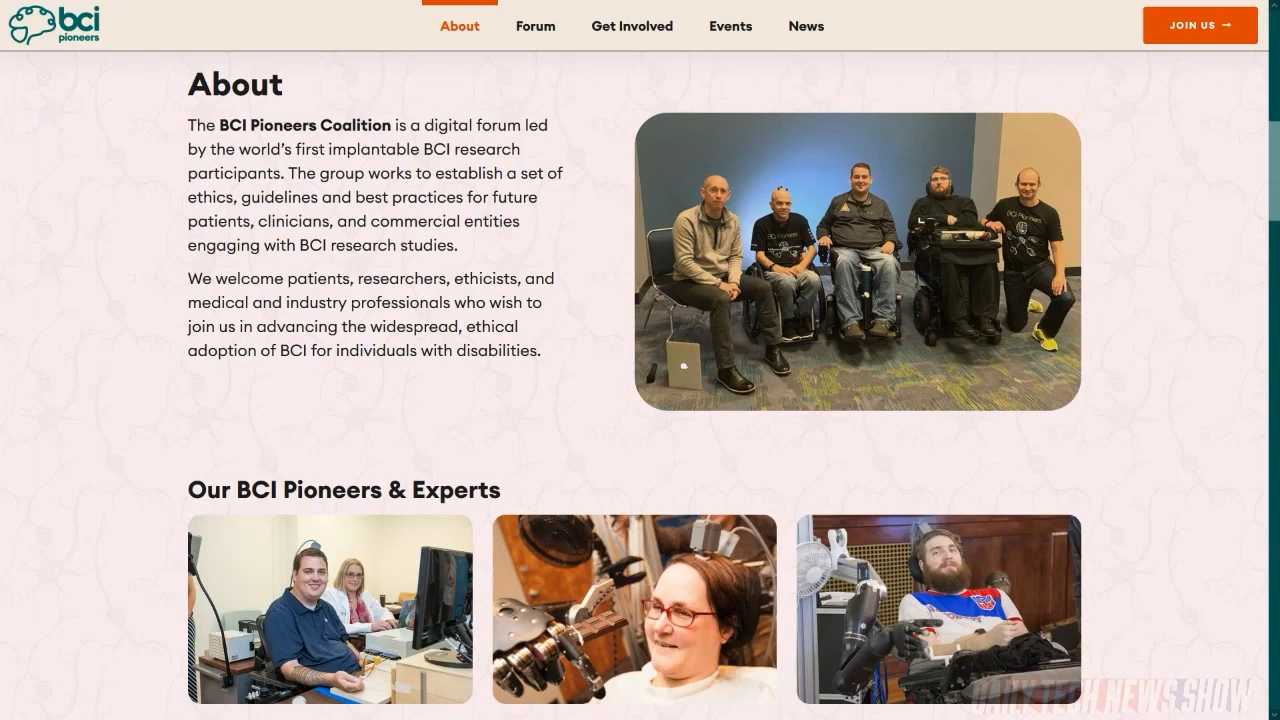 bci
pioneers
About
Forum
Get Involved
Events
News
JOIN US →
About
The BCI Pioneers Coalition is a digital forum led
by the world's first implantable BCI research
participants. The group works to establish a set of
ethics, guidelines and best practices for future
patients, clinicians, and commercial entities
engaging with BCI research studies.
We welcome patients, researchers, ethicists, and
medical and industry professionals who wish to
join us in advancing the widespread, ethical
adoption of BCI for individuals with disabilities.
BCI Pioneers
BCI Pioneers
Our BCI Pioneers & Experts
DAILY TECH NEWS SHOW